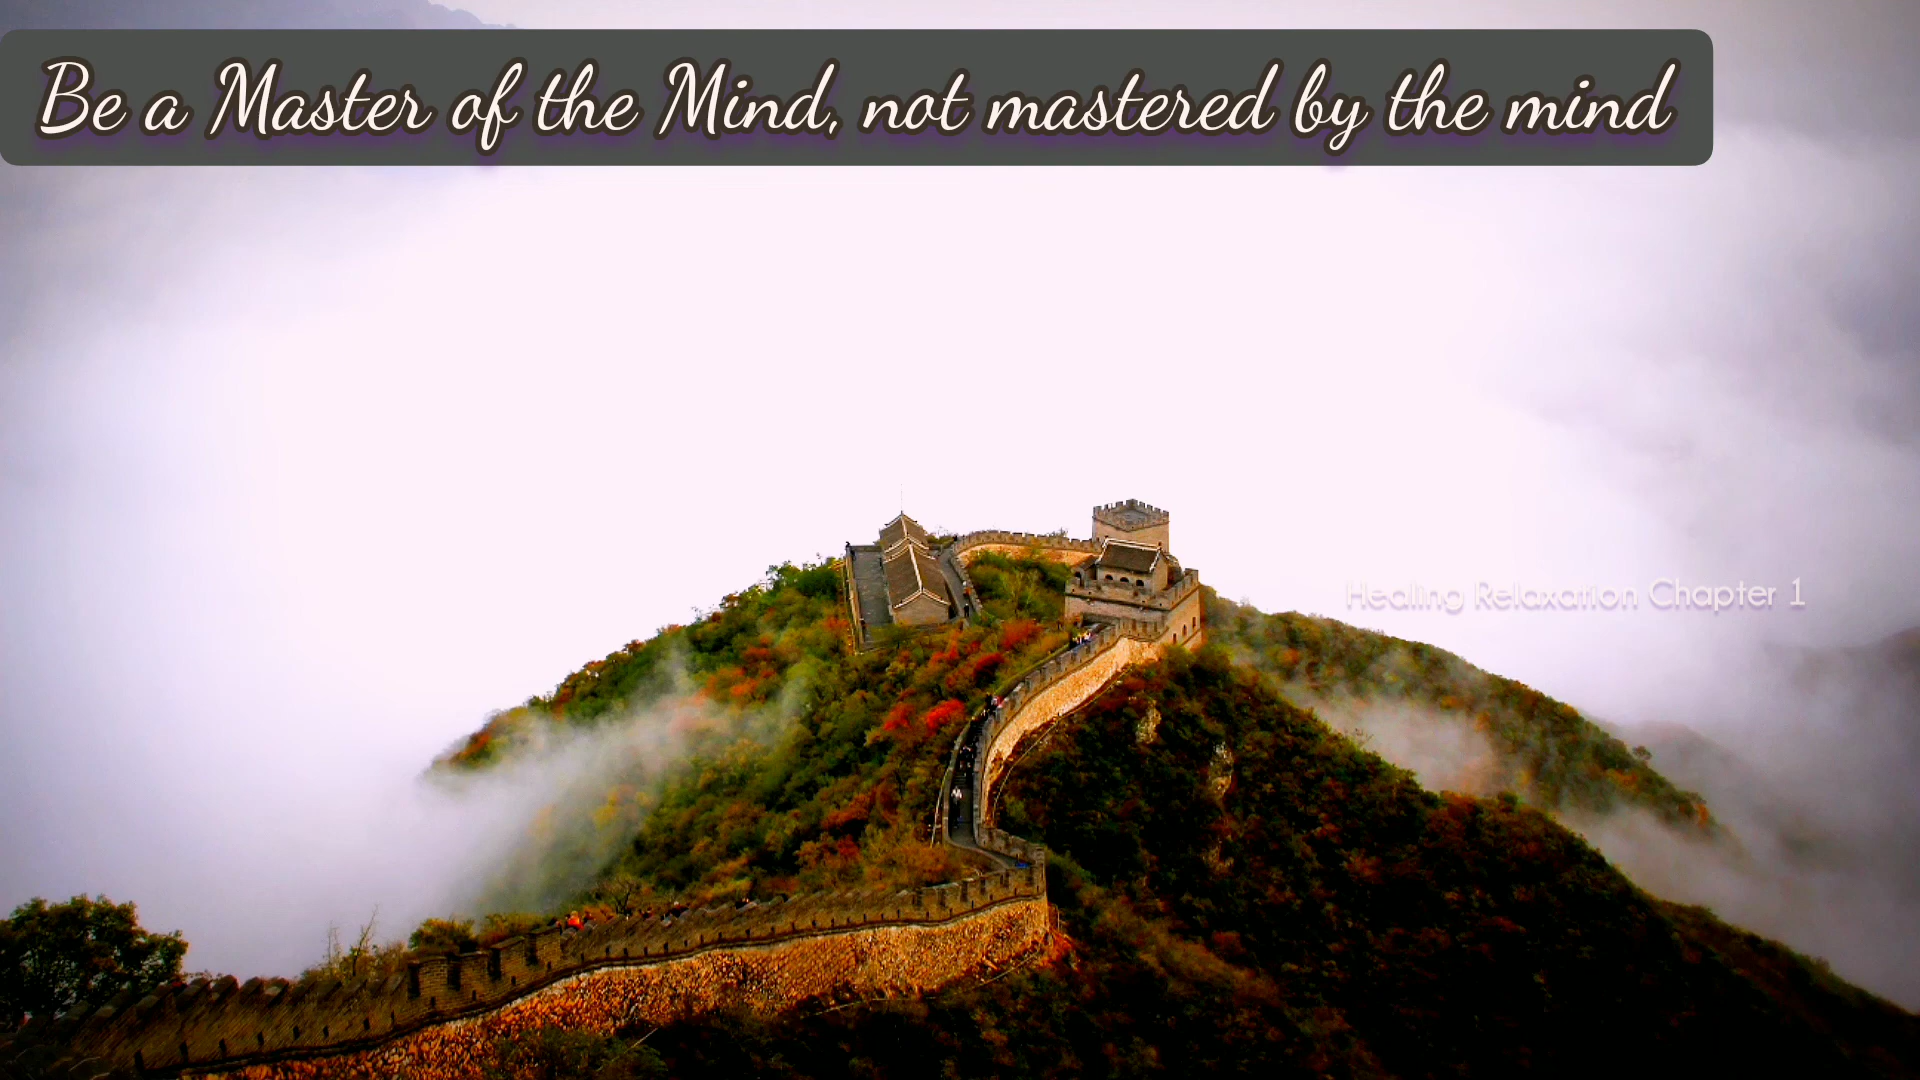 Be a Master of the Mind, not mastered by the mind
Healing Relaxation Chapter 1